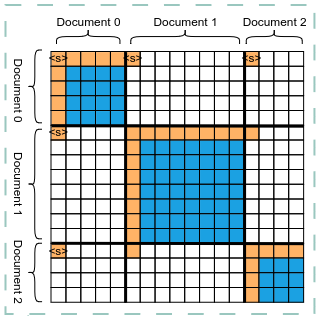 Document 0 Document 1 Document 2
<s> <s> <s>
Document 0
<s>
Document 1
<s>
Document 2